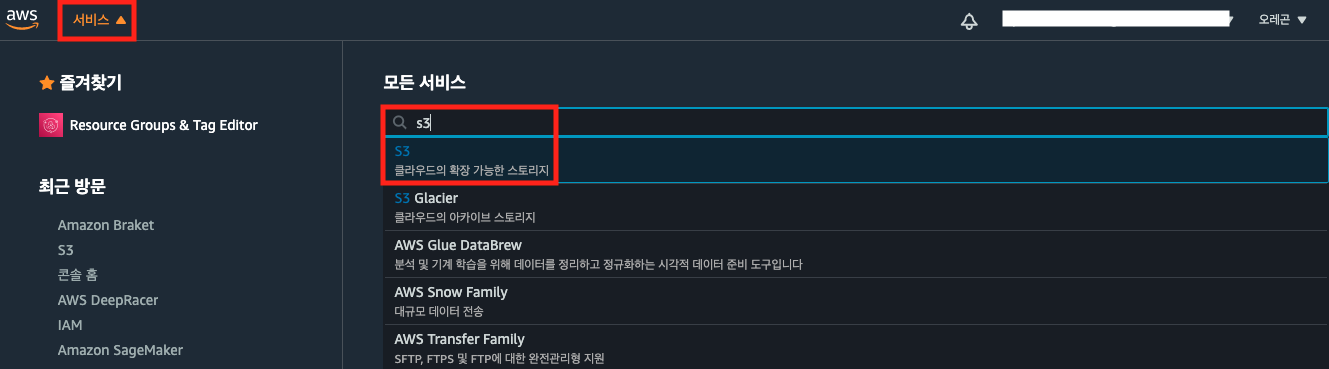 aws
서비스
오레곤
즐겨찾기
Resource Groups & Tag Editor
최근 방문
Amazon Braket
S3
콘솔 홈
AWS DeepRacer
IAM
Amazon SageMaker
모든 서비스
s3
S3
클라우드의 확장 가능한 스토리지
S3 Glacier
클라우드의 아카이브 스토리지
AWS Glue DataBrew
분석 및 기계 학습을 위해 데이터를 정리하고 정규화하는 시각적 데이터 준비 도구입니다
AWS Snow Family
대규모 데이터 전송
AWS Transfer Family
SFTP, FTPS 및 FTP에 대한 완전관리형 지원